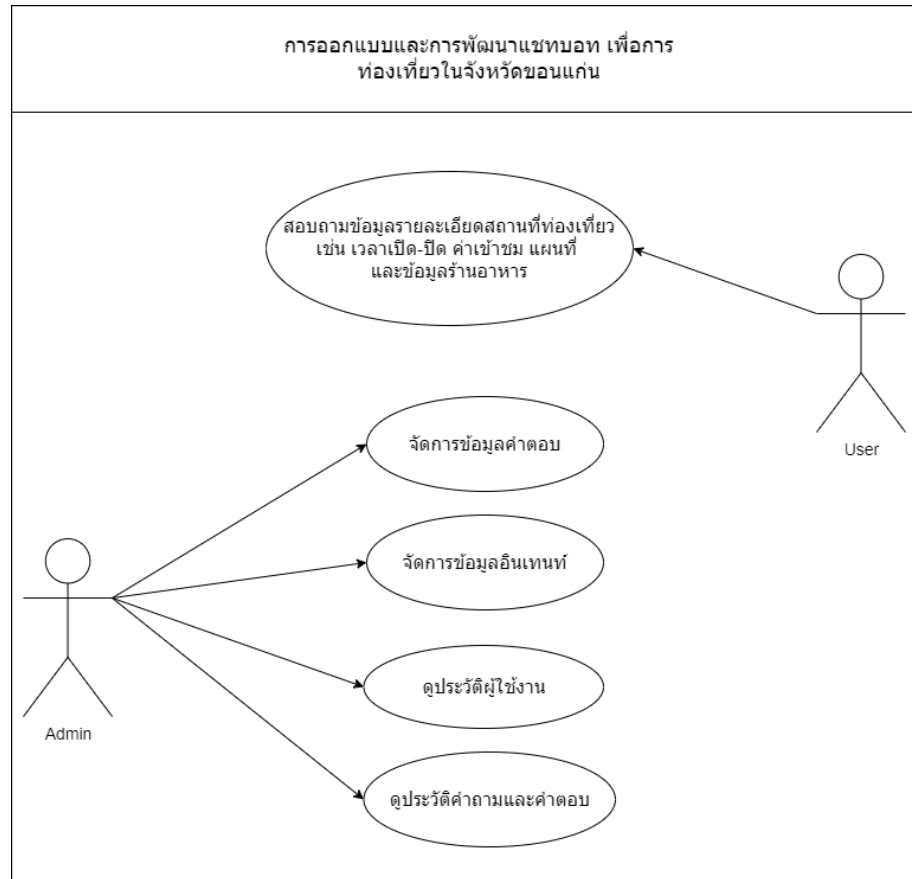 การออกแบบและการพัฒนาแชทบอท เพื่อการ
ท่องเที่ยวในจังหวัดขอนแก่น
สอบถามข้อมูลรายละเอียดสถานที่ท่องเที่ยว
เช่น เวลาเปิด-ปิด ค่าเข้าชม แผนที่
และข้อมูลร้านอาหาร
User
จัดการข้อมูลคำตอบ
จัดการข้อมูลอินเทนท์
ดูประวัติผู้ใช้งาน
Admin
ดูประวัติคำถามและคำตอบ